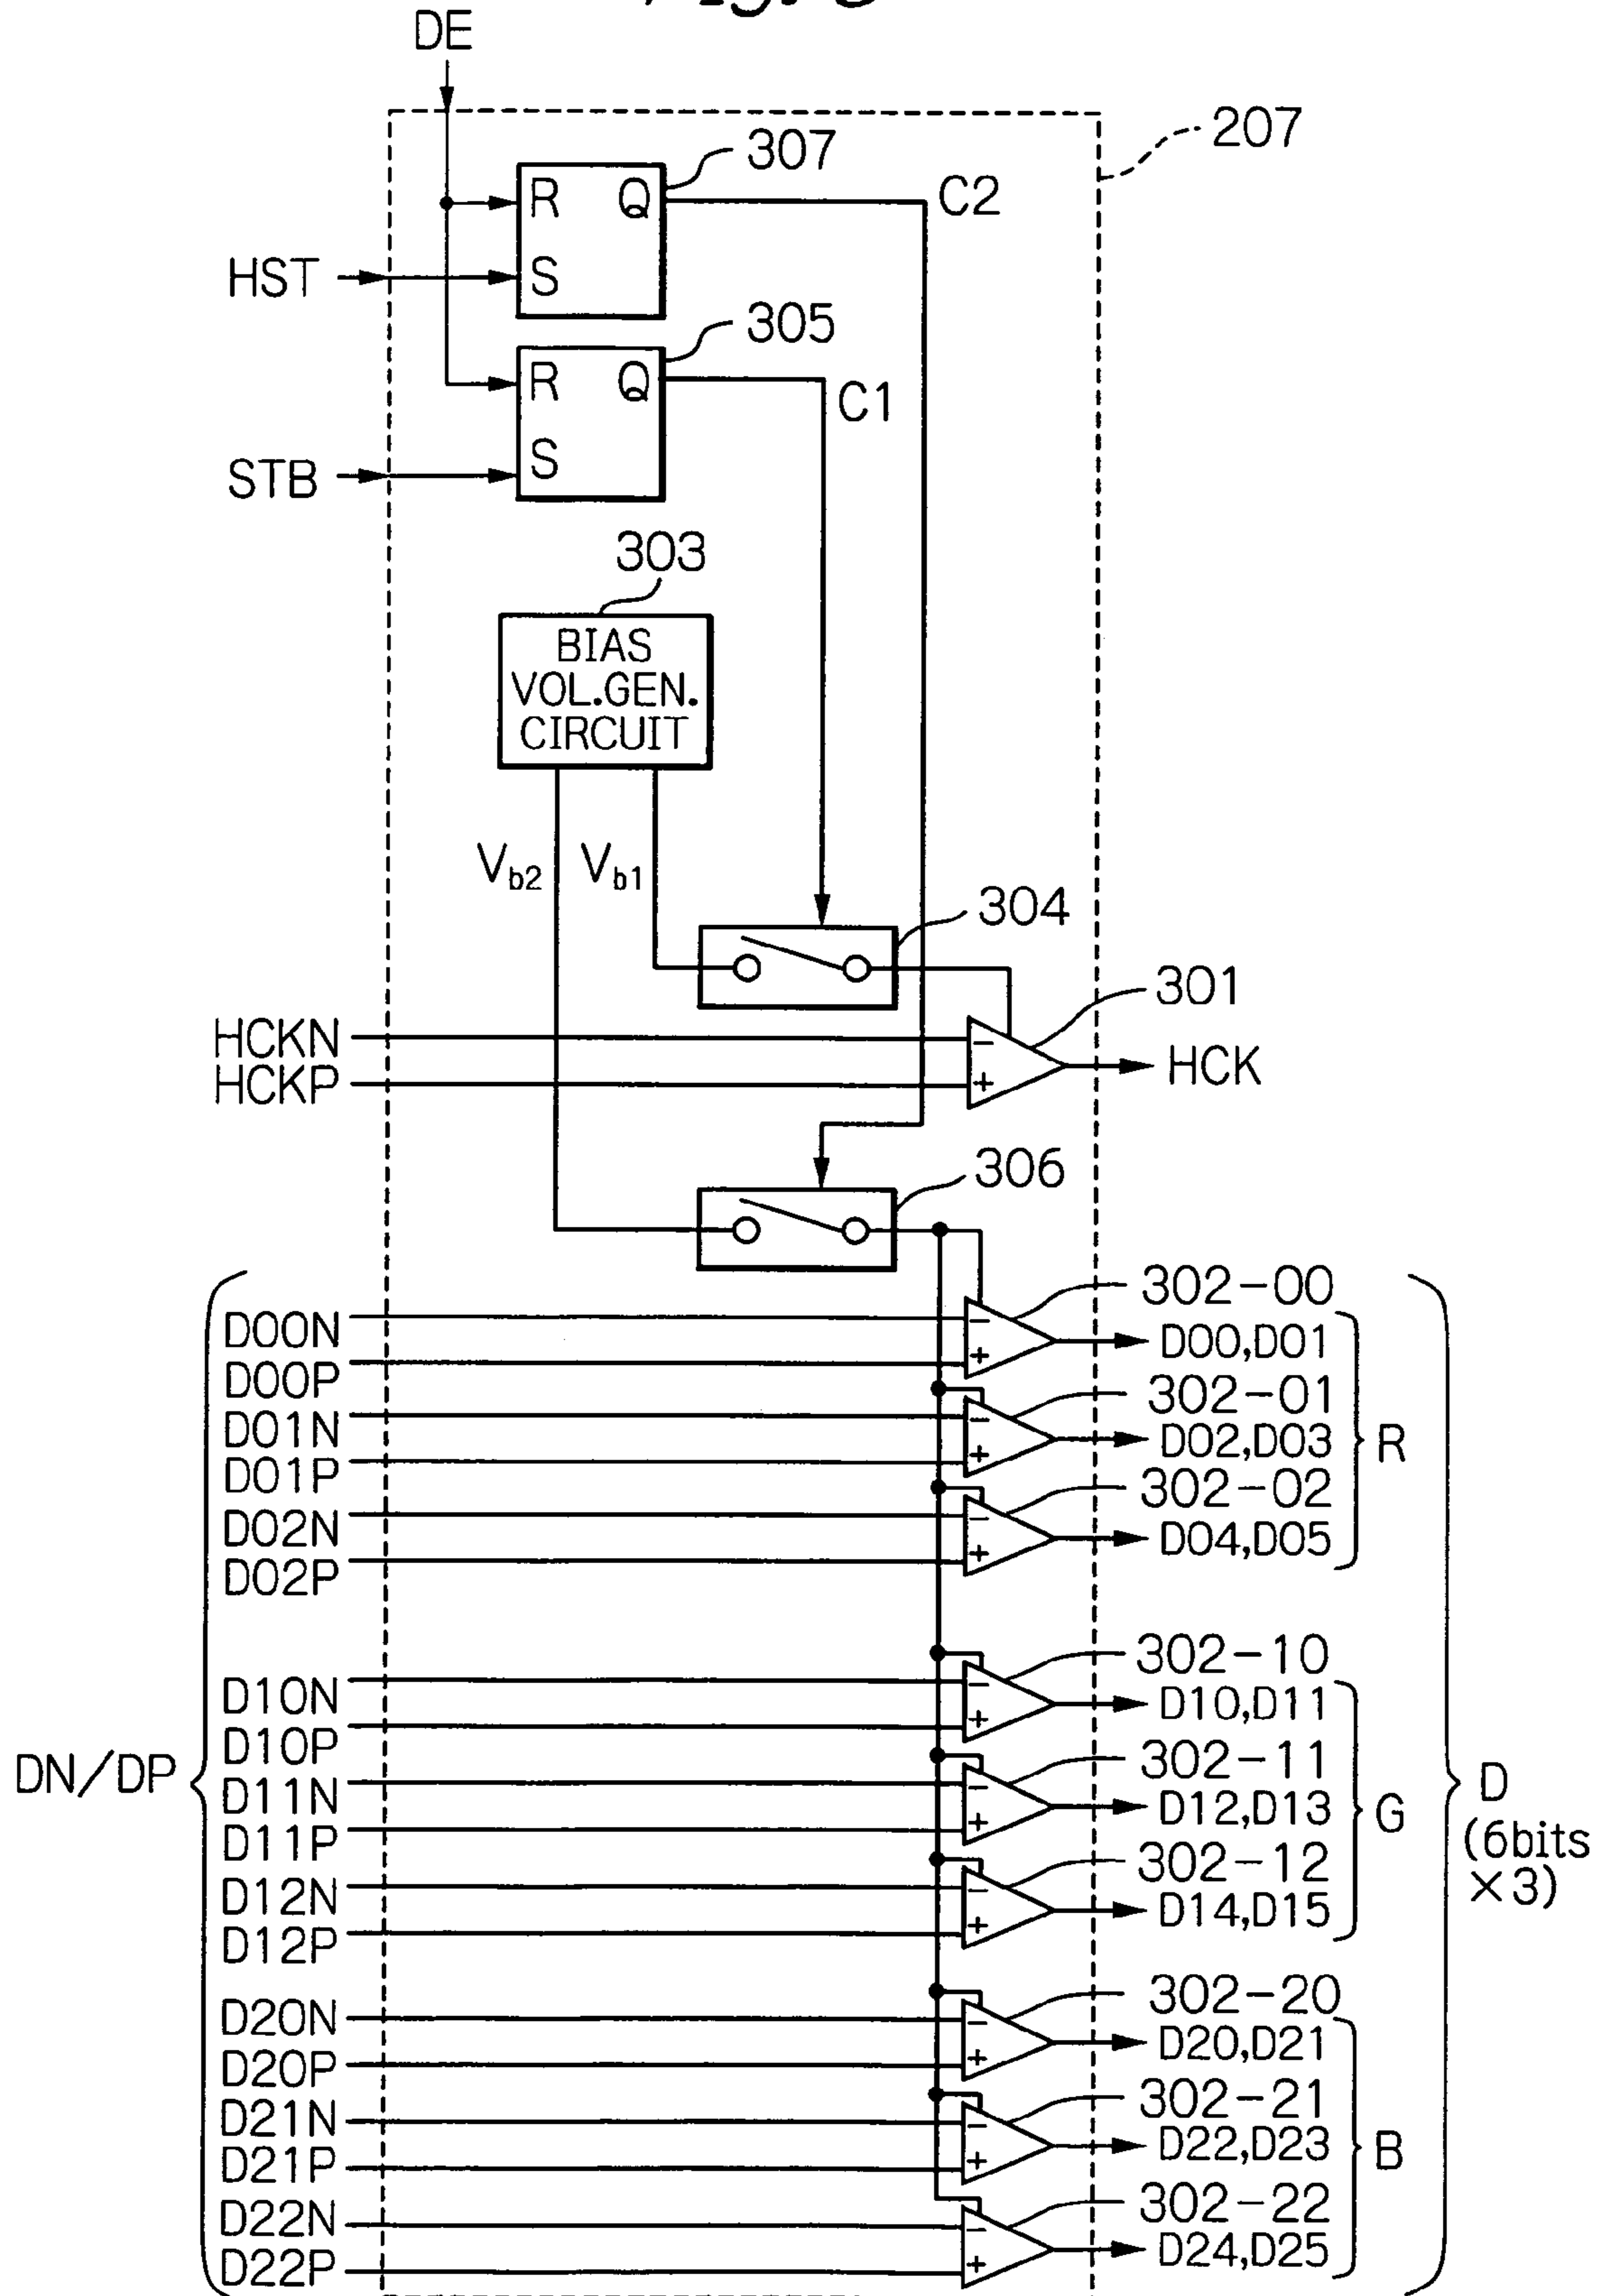 DE
207
307
R Q
C2
HST
S
305
R Q
C1
S
STB
303
BIAS
VOL.GEN.
CIRCUIT
Vb2 Vb1
304
301
HCKN
−
HCK
HCKP
+
306
302-00
D00N
−
D00,D01
D00P
+
302-01
D01N
−
D02,D03
R
D01P
+
302-02
D02N
−
D04,D05
D02P
+
302-10
D10N
−
D10,D11
D10P
+
DN/DP
302-11
D11N
−
D12,D13
G
D
(6bits
×3)
D11P
+
302-12
D12N
−
D14,D15
D12P
+
302-20
D20N
−
D20,D21
D20P
+
302-21
D21N
−
D22,D23
B
D21P
+
302-22
D22N
−
D24,D25
D22P
+